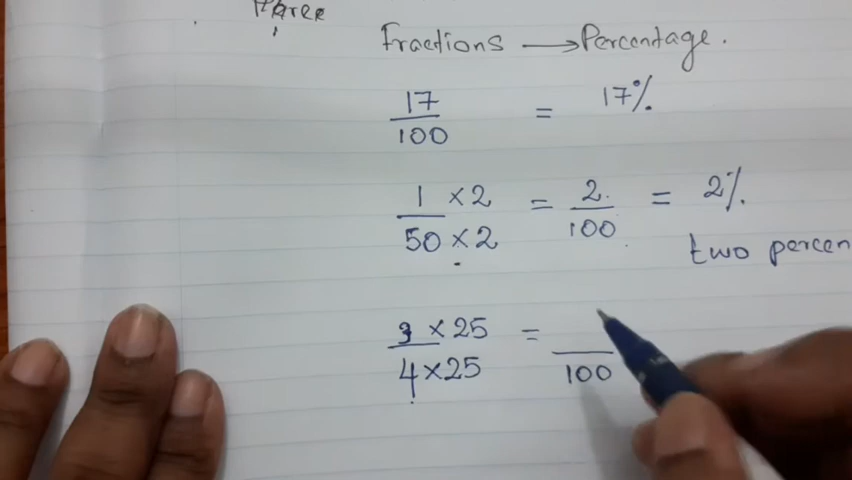 Three
Fractions → Percentage.
17/100 = 17%
1 × 2 / 50 × 2 = 2/100 = 2%
two percen
3 × 25 / 4 × 25 = /100